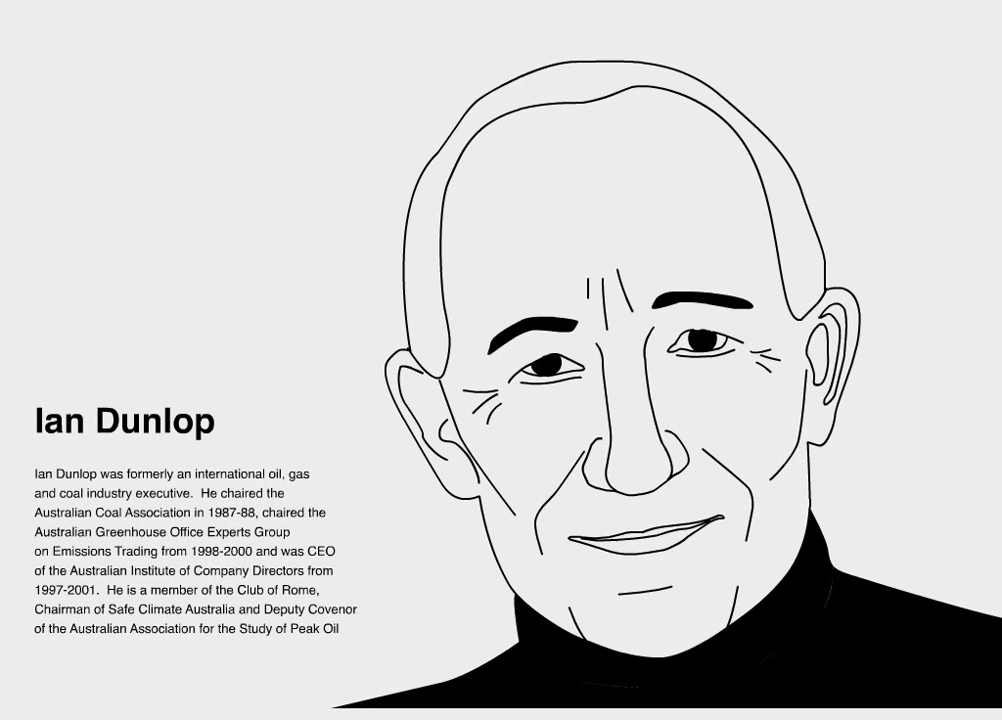 Ian Dunlop
Ian Dunlop was formerly an international oil, gas
and coal industry executive.  He chaired the
Australian Coal Association in 1987-88, chaired the
Australian Greenhouse Office Experts Group
on Emissions Trading from 1998-2000 and was CEO
of the Australian Institute of Company Directors from
1997-2001.  He is a member of the Club of Rome,
Chairman of Safe Climate Australia and Deputy Covenor
of the Australian Association for the Study of Peak Oil